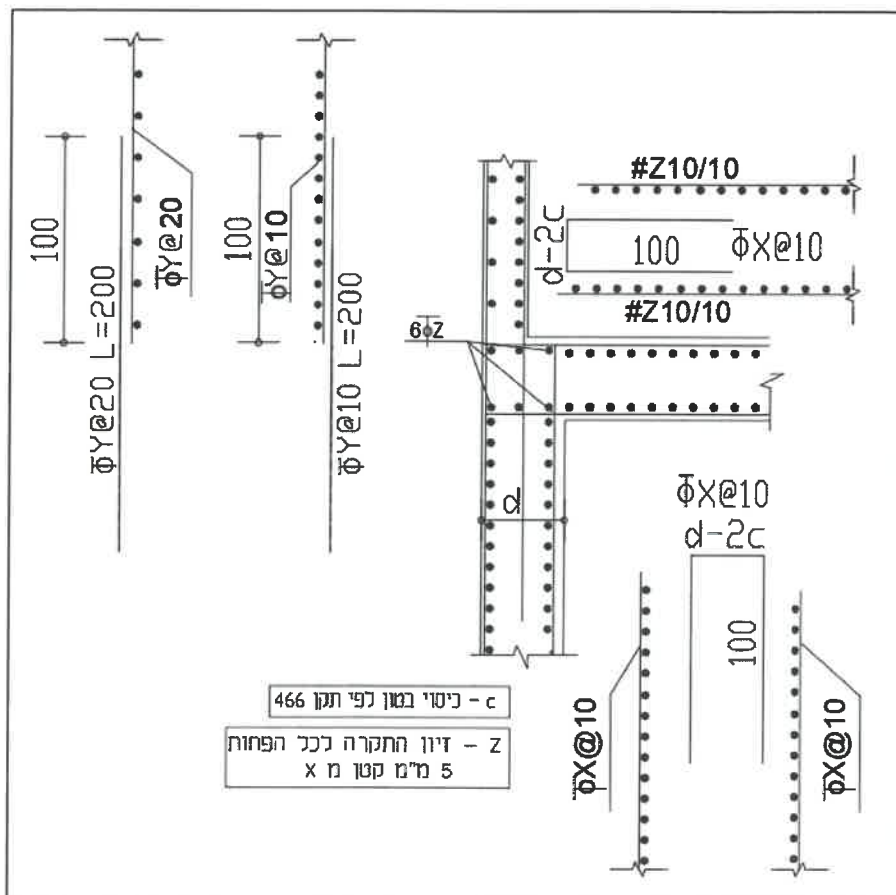 100
ΦY@20 L=200
ΦY@20
100
ΦY@10
ΦY@10 L=200
#Z10/10
d-2c
100
ΦX@10
#Z10/10
6ΦZ
d
ΦX@10
d-2c
100
ΦX@10
ΦX@10
c - כיסוי בטון לפי תקן 466
Z - זיון התקרה לכל הפחות
5 מ"מ קטן מ X